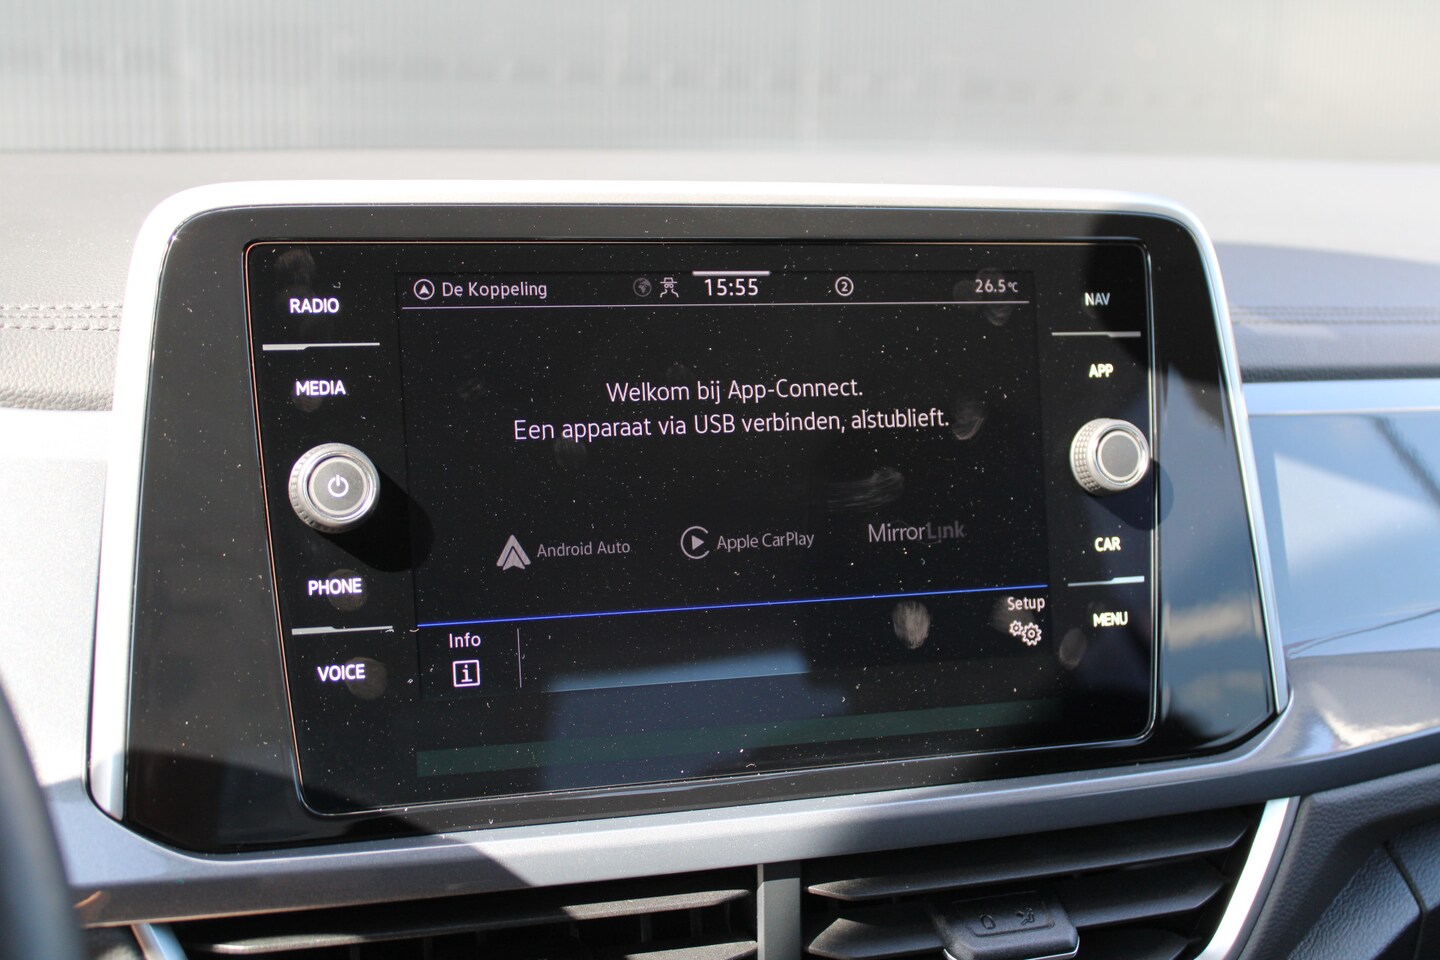 RADIO
MEDIA
PHONE
VOICE
De Koppeling
15:55
2
26.5°C
Welkom bij App-Connect.
Een apparaat via USB verbinden, alstublieft.
Android Auto
Apple CarPlay
MirrorLink
Info
i
Setup
NAV
APP
CAR
MENU